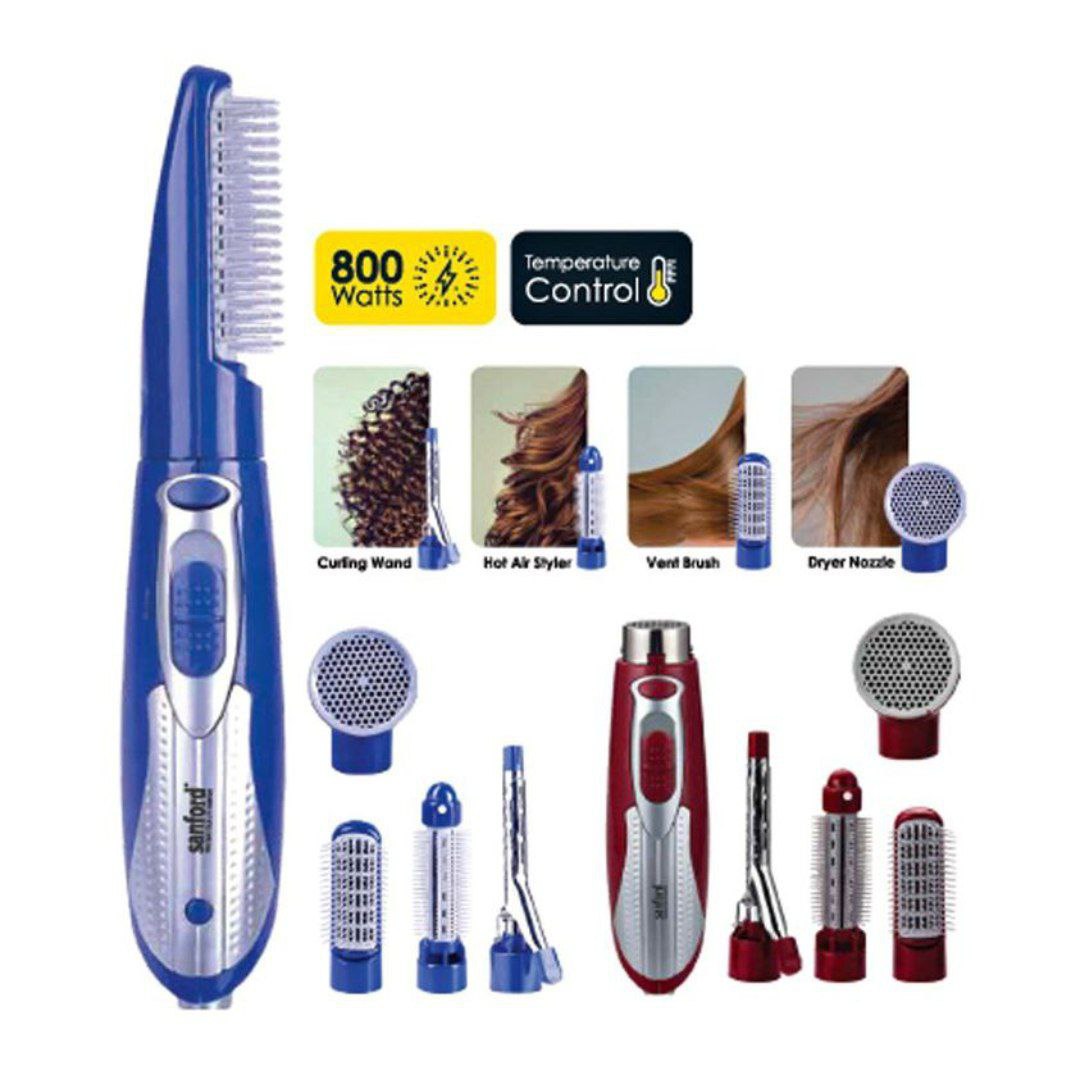 800
Watts
Temperature
Control
Curling Wand
Hot Air Styler
Vent Brush
Dryer Nozzle
sanford